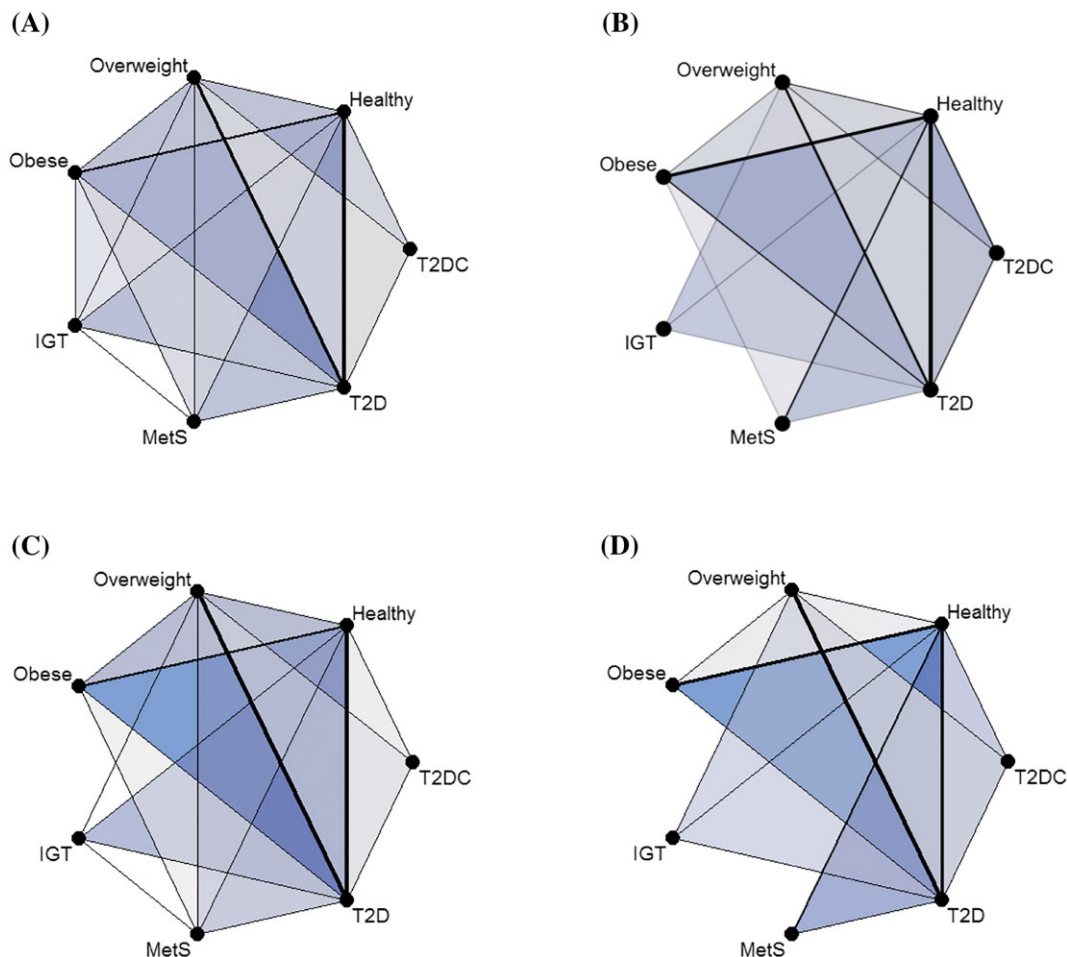 (A)
Overweight
Healthy
Obese
T2DC
IGT
T2D
MetS
(B)
Overweight
Healthy
Obese
T2DC
IGT
T2D
MetS
(C)
Overweight
Healthy
Obese
T2DC
IGT
T2D
MetS
(D)
Overweight
Healthy
Obese
T2DC
IGT
T2D
MetS